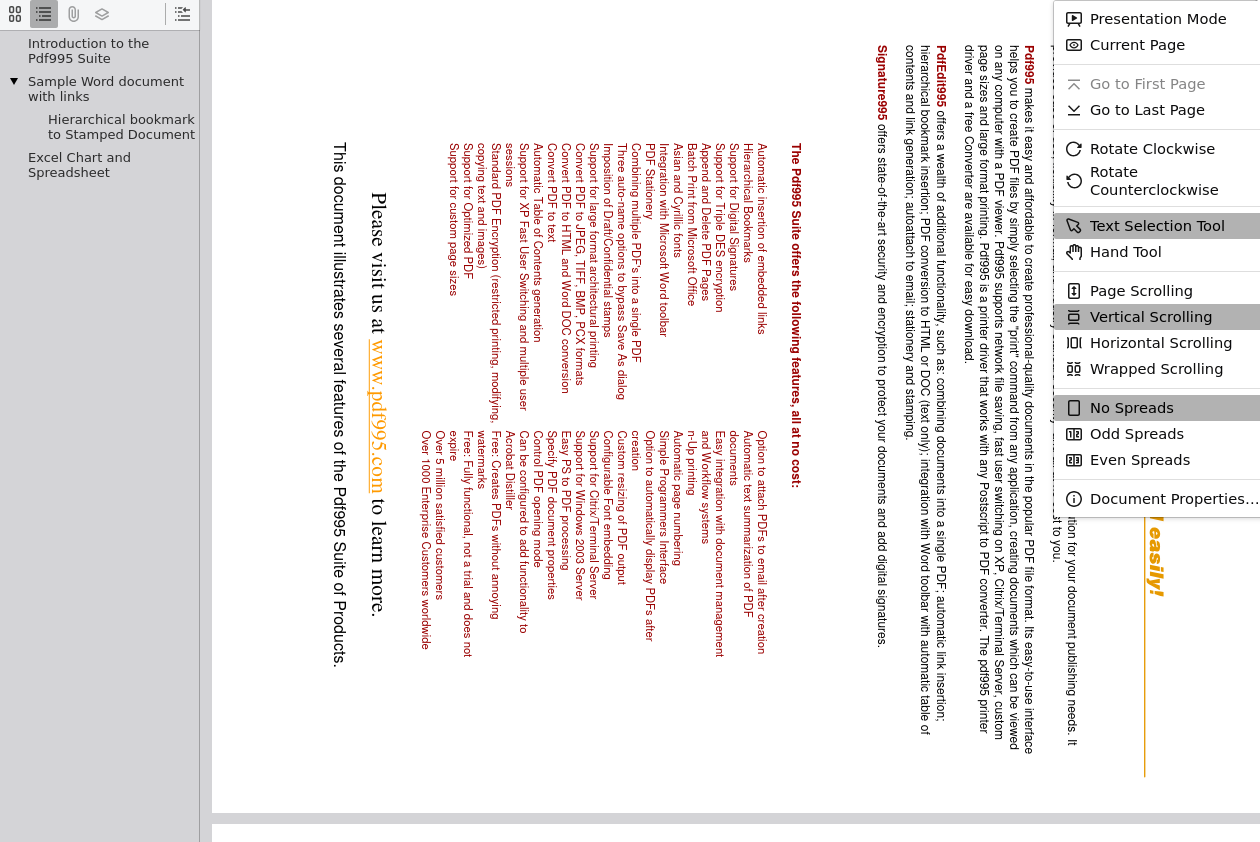 Introduction to the
Pdf995 Suite
Sample Word document
with links
Hierarchical bookmark
to Stamped Document
Excel Chart and
Spreadsheet
Presentation Mode
Current Page
Go to First Page
Go to Last Page
Rotate Clockwise
Rotate
Counterclockwise
Text Selection Tool
Hand Tool
Page Scrolling
Vertical Scrolling
Horizontal Scrolling
Wrapped Scrolling
No Spreads
Odd Spreads
Even Spreads
Document Properties…
easily!
tion for your document publishing needs. It
st to you.
Pdf995 makes it easy and affordable to create professional-quality documents in the popular PDF file format. Its easy-to-use interface
helps you to create PDF files by simply selecting the "print" command from any application, creating documents which can be viewed
on any computer with a PDF viewer. Pdf995 supports network file saving, fast user switching on XP, Citrix/Terminal Server, custom
page sizes and large format printing. Pdf995 is a printer driver that works with any Postscript to PDF converter. The pdf995 printer
driver and a free Converter are available for easy download.
PdfEdit995 offers a wealth of additional functionality, such as: combining documents into a single PDF; automatic link insertion;
hierarchical bookmark insertion; PDF conversion to HTML or DOC (text only); integration with Word toolbar with automatic table of
contents and link generation; autoattach to email; stationery and stamping.
Signature995 offers state-of-the-art security and encryption to protect your documents and add digital signatures.
The Pdf995 Suite offers the following features, all at no cost:
Automatic insertion of embedded links
Hierarchical Bookmarks
Support for Digital Signatures
Support for Triple DES encryption
Append and Delete PDF Pages
Batch Print from Microsoft Office
Asian and Cyrillic fonts
Integration with Microsoft Word toolbar
PDF Stationery
Combining multiple PDF's into a single PDF
Three auto-name options to bypass Save As dialog
Imposition of Draft/Confidential stamps
Support for large format architectural printing
Convert PDF to JPEG, TIFF, BMP, PCX formats
Convert PDF to HTML and Word DOC conversion
Convert PDF to text
Automatic Table of Contents generation
Support for XP Fast User Switching and multiple user
sessions
Standard PDF Encryption (restricted printing, modifying,
copying text and images)
Support for Optimized PDF
Support for custom page sizes
Option to attach PDFs to email after creation
Automatic text summarization of PDF
documents
Easy integration with document management
and Workflow systems
n-Up printing
Automatic page numbering
Simple Programmers Interface
Option to automatically display PDFs after
creation
Custom resizing of PDF output
Configurable Font embedding
Support for Citrix/Terminal Server
Support for Windows 2003 Server
Easy PS to PDF processing
Specify PDF document properties
Control PDF opening mode
Can be configured to add functionality to
Acrobat Distiller
Free: Creates PDFs without annoying
watermarks
Free: Fully functional, not a trial and does not
expire
Over 5 million satisfied customers
Over 1000 Enterprise Customers worldwide
Please visit us at www.pdf995.com to learn more.
This document illustrates several features of the Pdf995 Suite of Products.